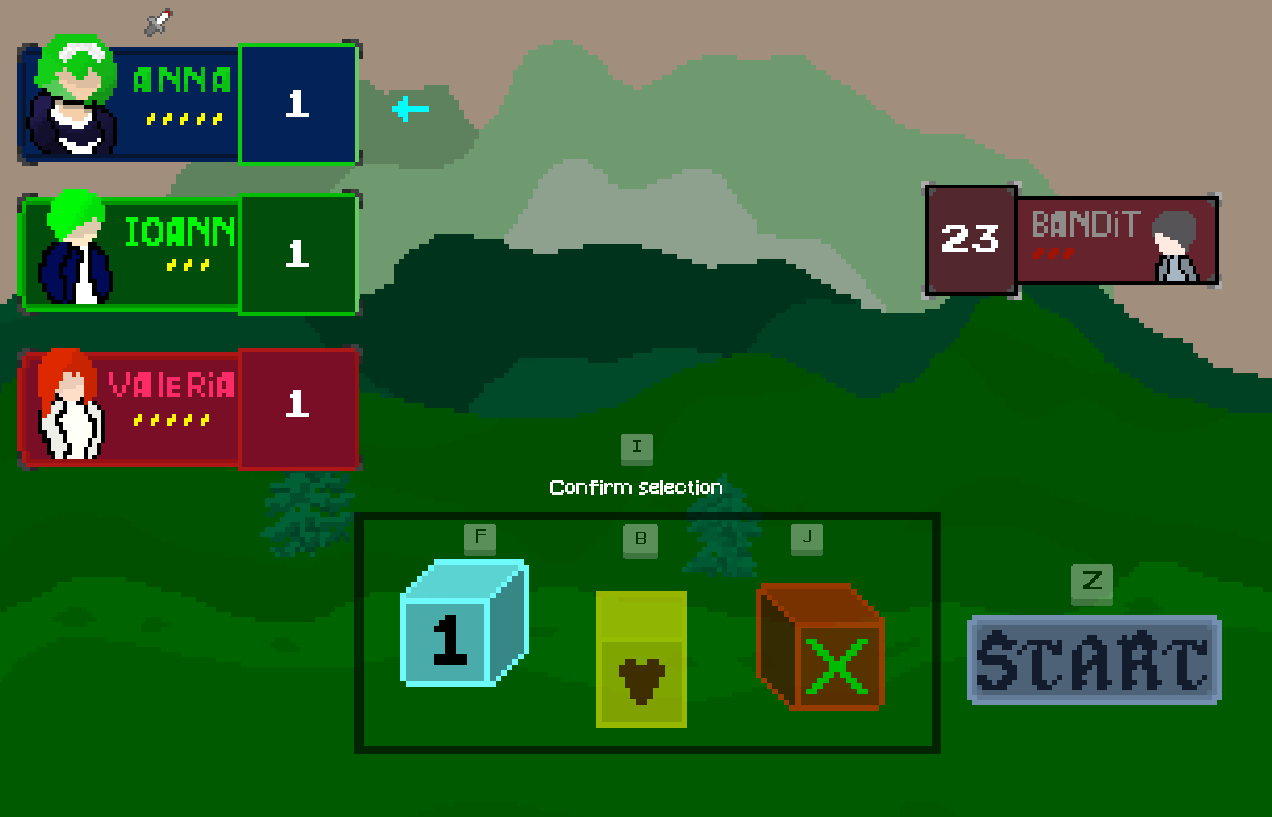 ANNA
1
IOANN
1
23
BANDiT
VAleRiA
1
I
Confirm selection
F
B
J
1
Z
START